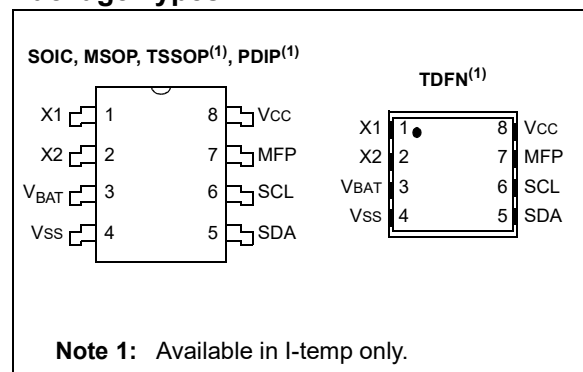 SOIC, MSOP, TSSOP(1), PDIP(1)
X1 1 8 VCC
X2 2 7 MFP
VBAT 3 6 SCL
VSS 4 5 SDA
TDFN(1)
X1 1 8 VCC
X2 2 7 MFP
VBAT 3 6 SCL
VSS 4 5 SDA
Note 1: Available in I-temp only.